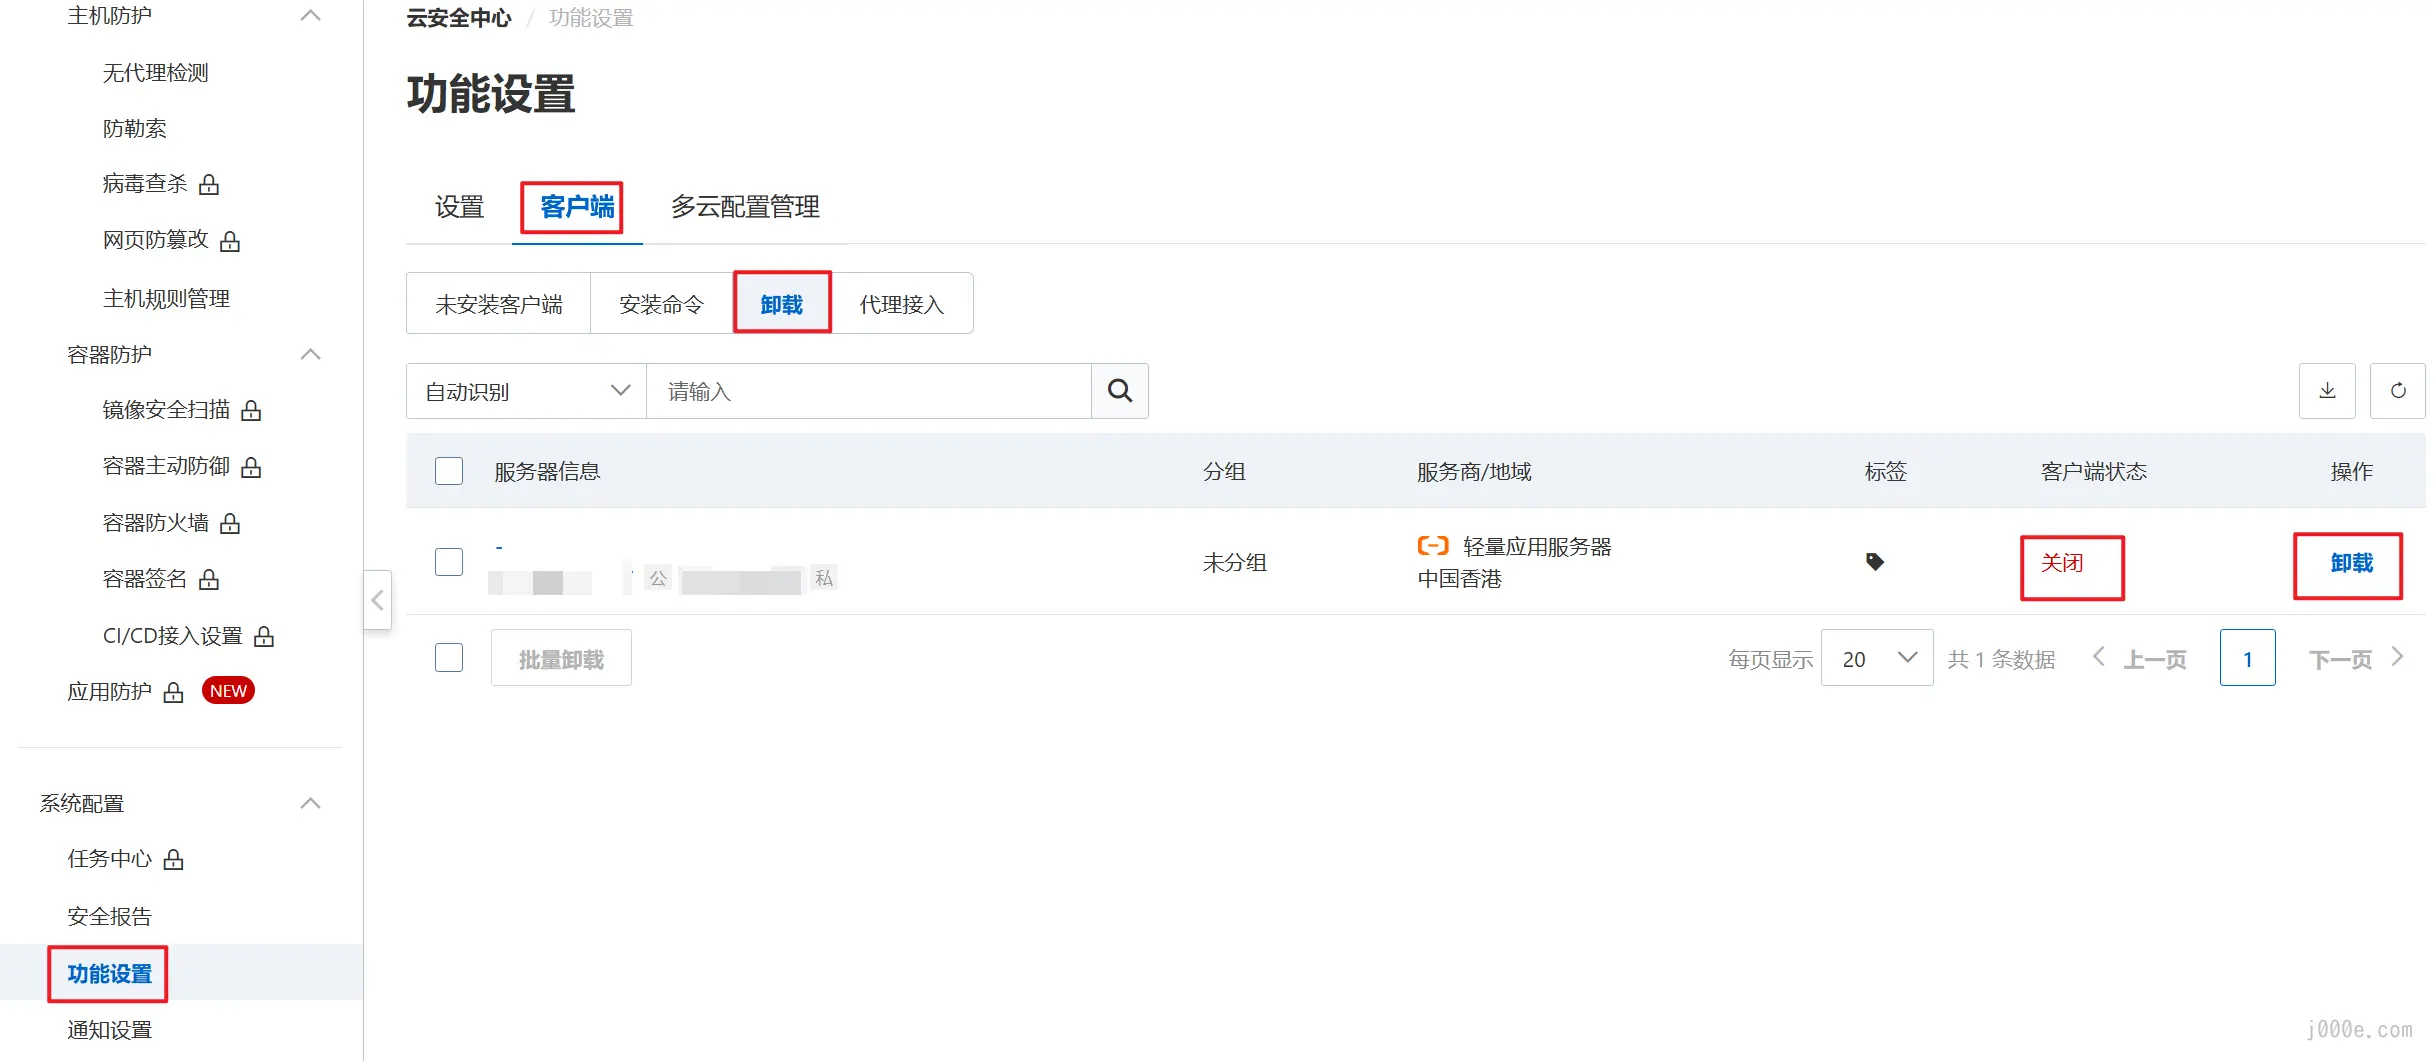 主机防护
无代理检测
防勒索
病毒查杀
网页防篡改
主机规则管理
容器防护
镜像安全扫描
容器主动防御
容器防火墙
容器签名
CI/CD接入设置
应用防护 NEW
系统配置
任务中心
安全报告
功能设置
通知设置
云安全中心 / 功能设置
功能设置
设置 客户端 多云配置管理
未安装客户端 安装命令 卸载 代理接入
自动识别 请输入
服务器信息 分组 服务商/地域 标签 客户端状态 操作
-
公 私 未分组 轻量应用服务器 关闭 卸载
中国香港
批量卸载 每页显示 20 共 1 条数据 上一页 1 下一页
j000e.com